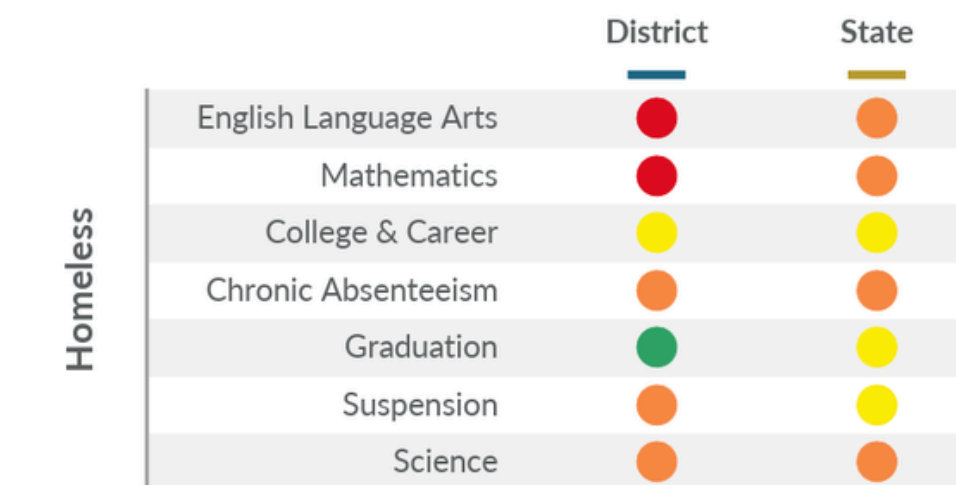 District State
English Language Arts
Mathematics
College & Career
Chronic Absenteeism
Graduation
Suspension
Science
Homeless